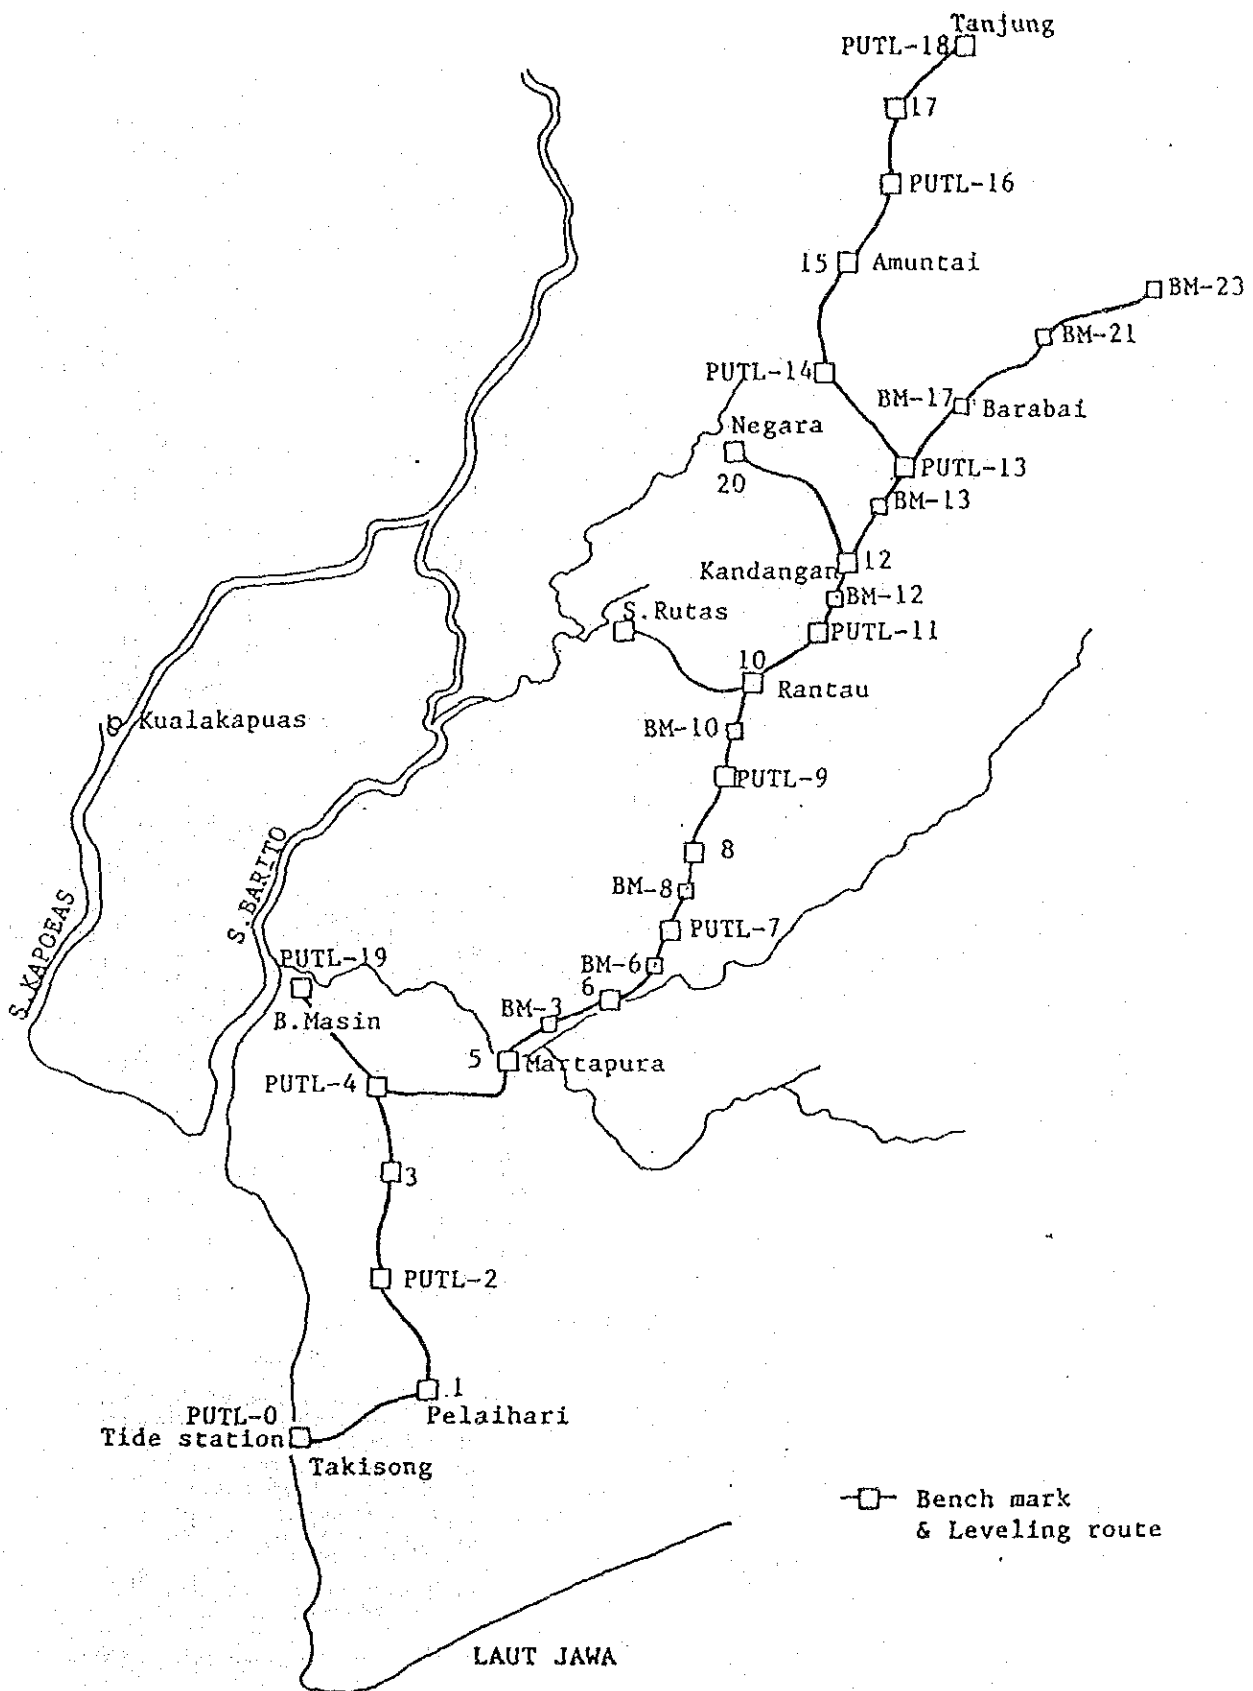 Tanjung
PUTL-18
17
PUTL-16
15
Amuntai
BM-23
BM-21
PUTL-14
BM-17
Barabai
Negara
20
PUTL-13
BM-13
Kandangan
12
BM-12
S.Rutas
PUTL-11
10
Rantau
Kualakapuas
BM-10
PUTL-9
S.BARITO
8
BM-8
S.KAPOEAS
PUTL-7
PUTL-19
BM-6
6
BM-3
B.Masin
5
Martapura
PUTL-4
3
PUTL-2
1
Pelaihari
PUTL-0
Tide station
Takisong
Bench mark
& Leveling route
LAUT JAWA